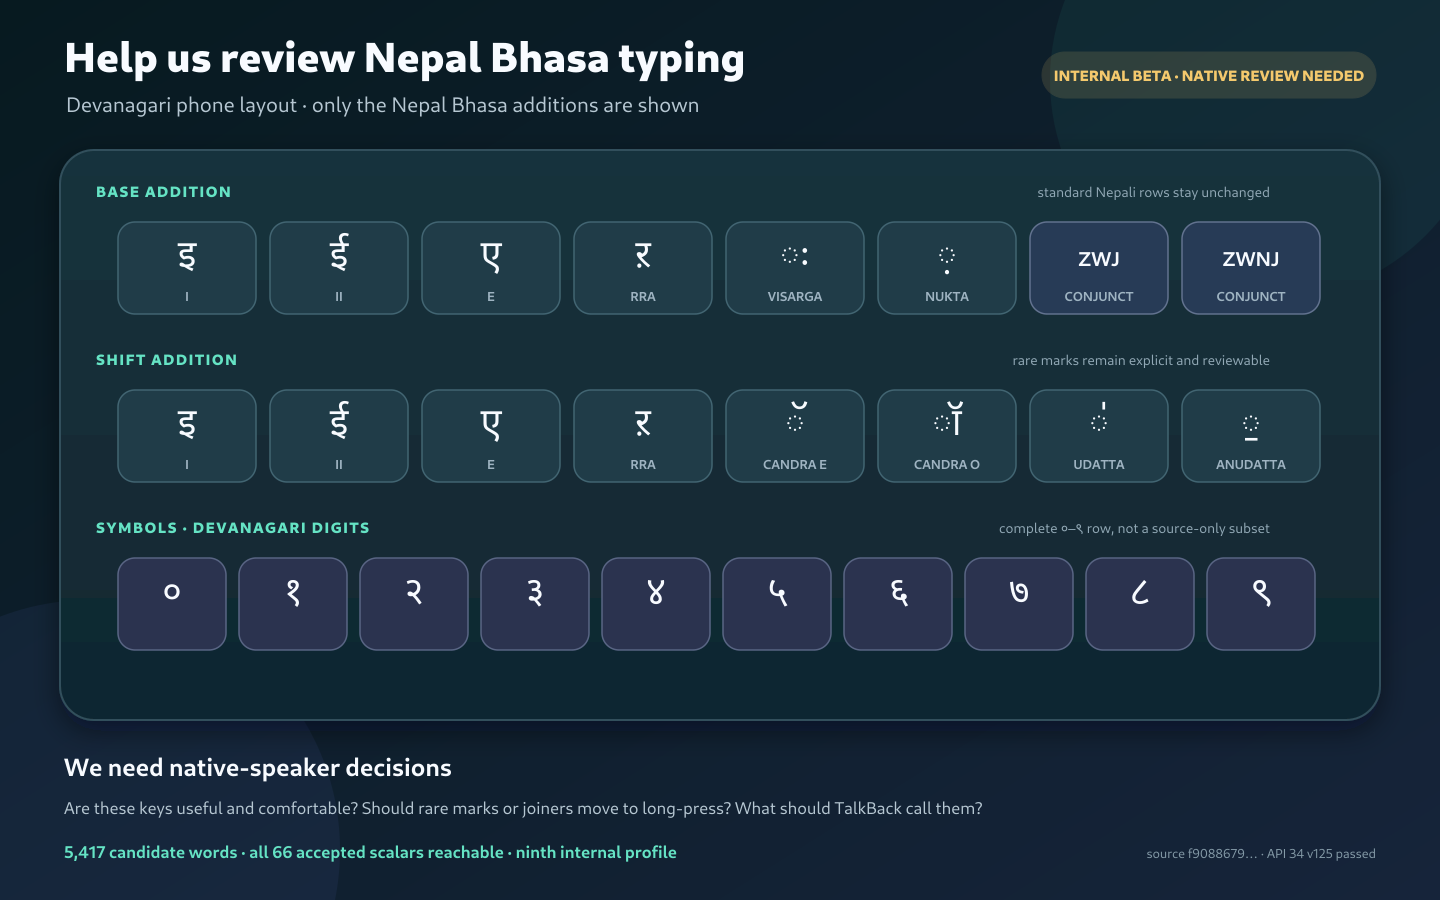 Help us review Nepal Bhasa typing
INTERNAL BETA · NATIVE REVIEW NEEDED
Devanagari phone layout · only the Nepal Bhasa additions are shown
BASE ADDITION
standard Nepali rows stay unchanged
इ ई ए ऱ ः ़ ZWJ ZWNJ
I II E RRA VISARGA NUKTA CONJUNCT CONJUNCT
SHIFT ADDITION
rare marks remain explicit and reviewable
इ ई ए ऱ ॅ ॉ ॑ ॒
I II E RRA CANDRA E CANDRA O UDATTA ANUDATTA
SYMBOLS · DEVANAGARI DIGITS
complete ०–९ row, not a source-only subset
० १ २ ३ ४ ५ ६ ७ ८ ९
We need native-speaker decisions
Are these keys useful and comfortable? Should rare marks or joiners move to long-press? What should TalkBack call them?
5,417 candidate words · all 66 accepted scalars reachable · ninth internal profile
source f9088679… · API 34 v125 passed